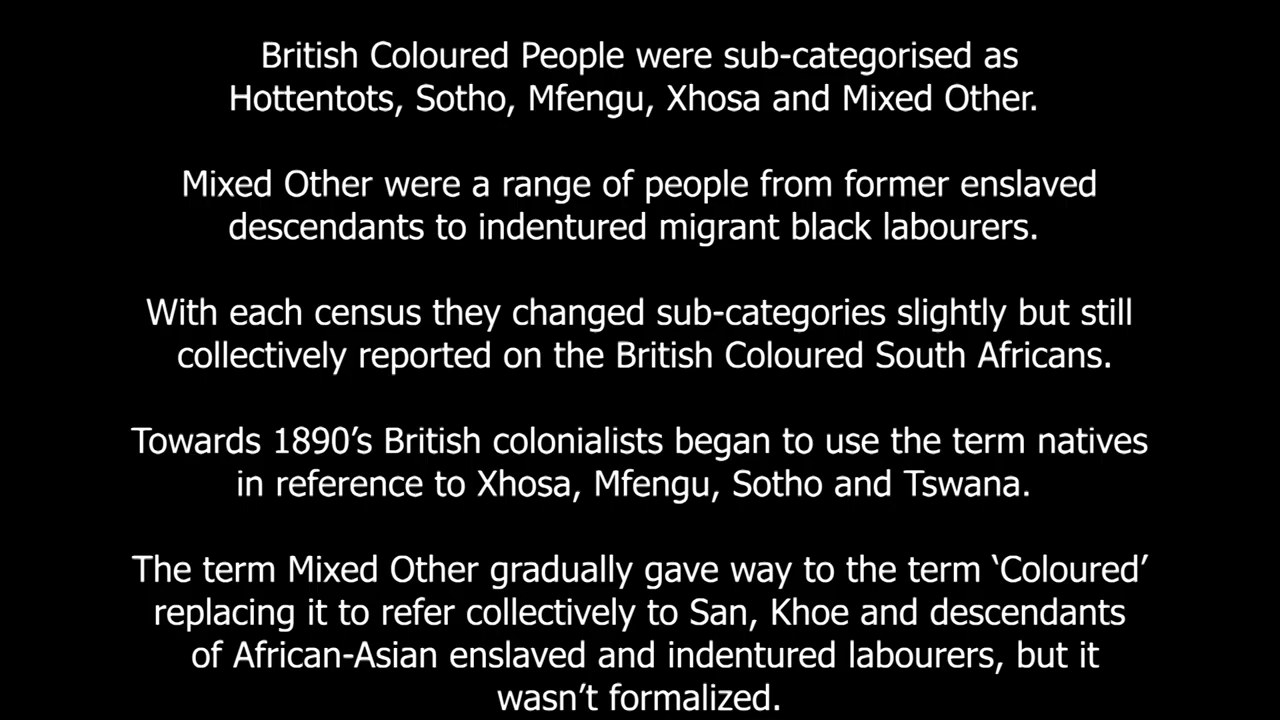 British Coloured People were sub-categorised as
Hottentots, Sotho, Mfengu, Xhosa and Mixed Other.
Mixed Other were a range of people from former enslaved
descendants to indentured migrant black labourers.
With each census they changed sub-categories slightly but still
collectively reported on the British Coloured South Africans.
Towards 1890’s British colonialists began to use the term natives
in reference to Xhosa, Mfengu, Sotho and Tswana.
The term Mixed Other gradually gave way to the term ‘Coloured’
replacing it to refer collectively to San, Khoe and descendants
of African-Asian enslaved and indentured labourers, but it
wasn’t formalized.